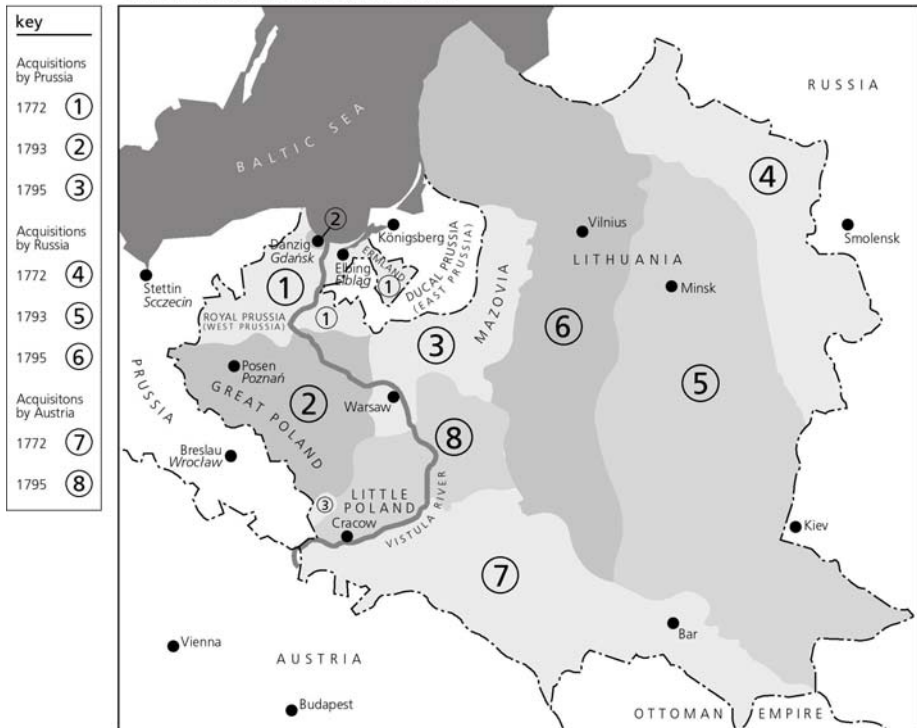 key
Acquisitions
by Prussia
1772 1
1793 2
1795 3
Acquisitions
by Russia
1772 4
1793 5
1795 6
Acquisitons
by Austria
1772 7
1795 8
RUSSIA
BALTIC SEA
4
2
Danzig
Gdańsk
Königsberg
Vilnius
Smolensk
Elbing
Elbląg
ERMLAND
1
DUCAL PRUSSIA
(EAST PRUSSIA)
LITHUANIA
Stettin
Scczecin
1
Minsk
MAZOVIA
ROYAL PRUSSIA
(WEST PRUSSIA)
1
6
3
Posen
Poznań
5
PRUSSIA
GREAT POLAND
2
Warsaw
8
Breslau
Wrocław
3
LITTLE
POLAND
VISTULA RIVER
Cracow
Kiev
7
Bar
Vienna
AUSTRIA
Budapest
OTTOMAN EMPIRE